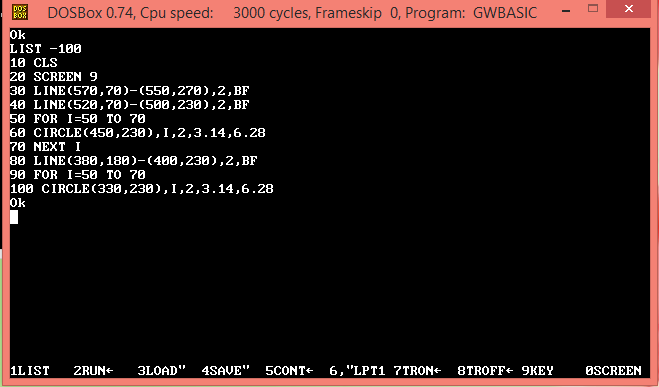 DOS
BOX
DOSBox 0.74, Cpu speed: 3000 cycles, Frameskip 0, Program: GWBASIC
Ok
LIST -100
10 CLS
20 SCREEN 9
30 LINE(570,70)-(550,270),2,BF
40 LINE(520,70)-(500,230),2,BF
50 FOR I=50 TO 70
60 CIRCLE(450,230),I,2,3.14,6.28
70 NEXT I
80 LINE(380,180)-(400,230),2,BF
90 FOR I=50 TO 70
100 CIRCLE(330,230),I,2,3.14,6.28
Ok
1LIST 2RUN← 3LOAD" 4SAVE" 5CONT← 6,"LPT1 7TRON← 8TROFF← 9KEY 0SCREEN